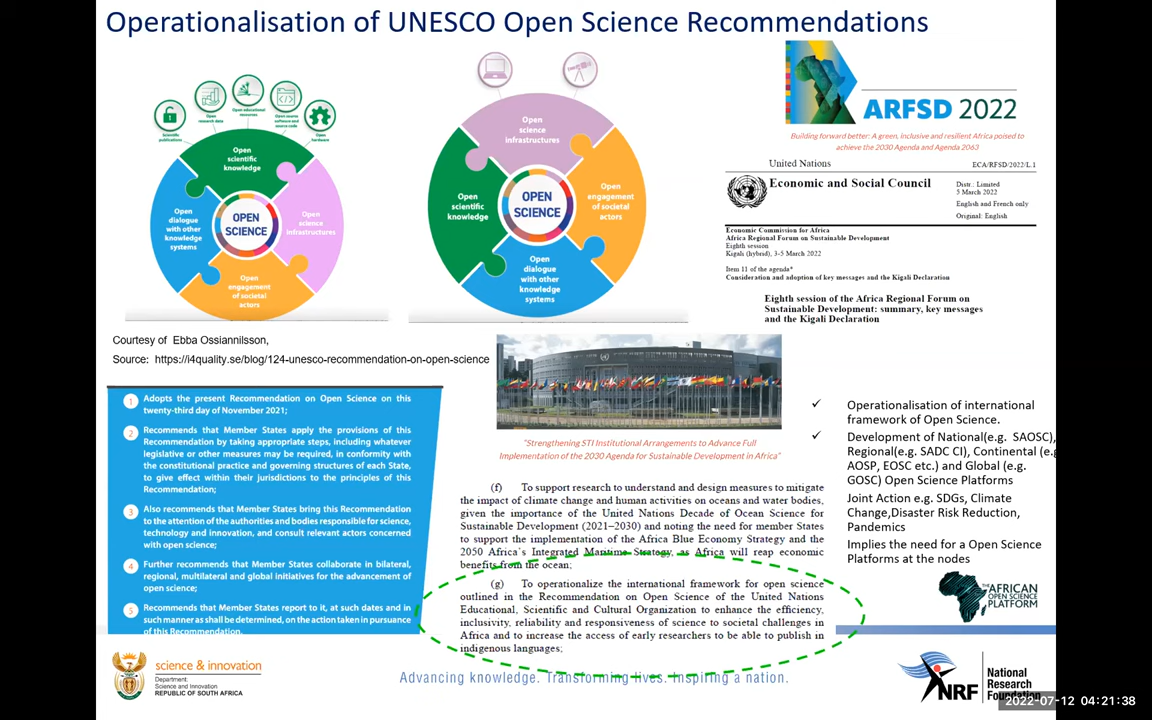 Operationalisation of UNESCO Open Science Recommendations
Scientific
publications
Open
research data
Open educational
resources
Open source
software and
source code
Open
hardware
Open
scientific
knowledge
Open
dialogue
with other
knowledge
systems
OPEN
SCIENCE
Open
science
infrastructures
Open
engagement
of societal
actors
Open
science
infrastructures
Open
scientific
knowledge
OPEN
SCIENCE
Open
engagement
of societal
actors
Open
dialogue
with other
knowledge
systems
ARFSD 2022
Building forward better: A green, inclusive and resilient Africa poised to
achieve the 2030 Agenda and Agenda 2063
United Nations
ECA/RFSD/2022/L.1
Economic and Social Council
Distr.: Limited
5 March 2022
English and French only
Original: English
Economic Commission for Africa
Africa Regional Forum on Sustainable Development
Eighth session
Kigali (hybrid), 3-5 March 2022
Item 11 of the agenda*
Consideration and adoption of key messages and the Kigali Declaration
Eighth session of the Africa Regional Forum on
Sustainable Development: summary, key messages
and the Kigali Declaration
Courtesy of Ebba Ossiannilsson,
Source: https://i4quality.se/blog/124-unesco-recommendation-on-open-science
1 Adopts the present Recommendation on Open Science on this
twenty-third day of November 2021;
2 Recommends that Member States apply the provisions of this
Recommendation by taking appropriate steps, including whatever
legislative or other measures may be required, in conformity with
the constitutional practice and governing structures of each State,
to give effect within their jurisdictions to the principles of this
Recommendation;
3 Also recommends that Member States bring this Recommendation
to the attention of the authorities and bodies responsible for science,
technology and innovation, and consult relevant actors concerned
with open science;
4 Further recommends that Member States collaborate in bilateral,
regional, multilateral and global initiatives for the advancement of
open science;
5 Recommends that Member States report to it, at such dates and in
such manner as shall be determined, on the action taken in pursuance
of this Recommendation.
"Strengthening STI Institutional Arrangements to Advance Full
Implementation of the 2030 Agenda for Sustainable Development in Africa"
(f) To support research to understand and design measures to mitigate
the impact of climate change and human activities on oceans and water bodies,
given the importance of the United Nations Decade of Ocean Science for
Sustainable Development (2021–2030) and noting the need for member States
to support the implementation of the Africa Blue Economy Strategy and the
2050 Africa's Integrated Maritime Strategy, as Africa will reap economic
benefits from the ocean;
(g) To operationalize the international framework for open science
outlined in the Recommendation on Open Science of the United Nations
Educational, Scientific and Cultural Organization to enhance the efficiency,
inclusivity, reliability and responsiveness of science to societal challenges in
Africa and to increase the access of early researchers to be able to publish in
indigenous languages;
✓ Operationalisation of international
framework of Open Science.
✓ Development of National(e.g. SAOSC),
Regional(e.g. SADC CI), Continental (e.g
AOSP, EOSC etc.) and Global (e.g.
GOSC) Open Science Platforms
Joint Action e.g. SDGs, Climate
Change,Disaster Risk Reduction,
Pandemics
Implies the need for a Open Science
Platforms at the nodes
THE AFRICAN
OPEN SCIENCE
PLATFORM
science & innovation
Department:
Science and Innovation
REPUBLIC OF SOUTH AFRICA
Advancing knowledge. Transforming lives. Inspiring a nation.
NRF
National
Research
Foundation
2022-07-12 04:21:38